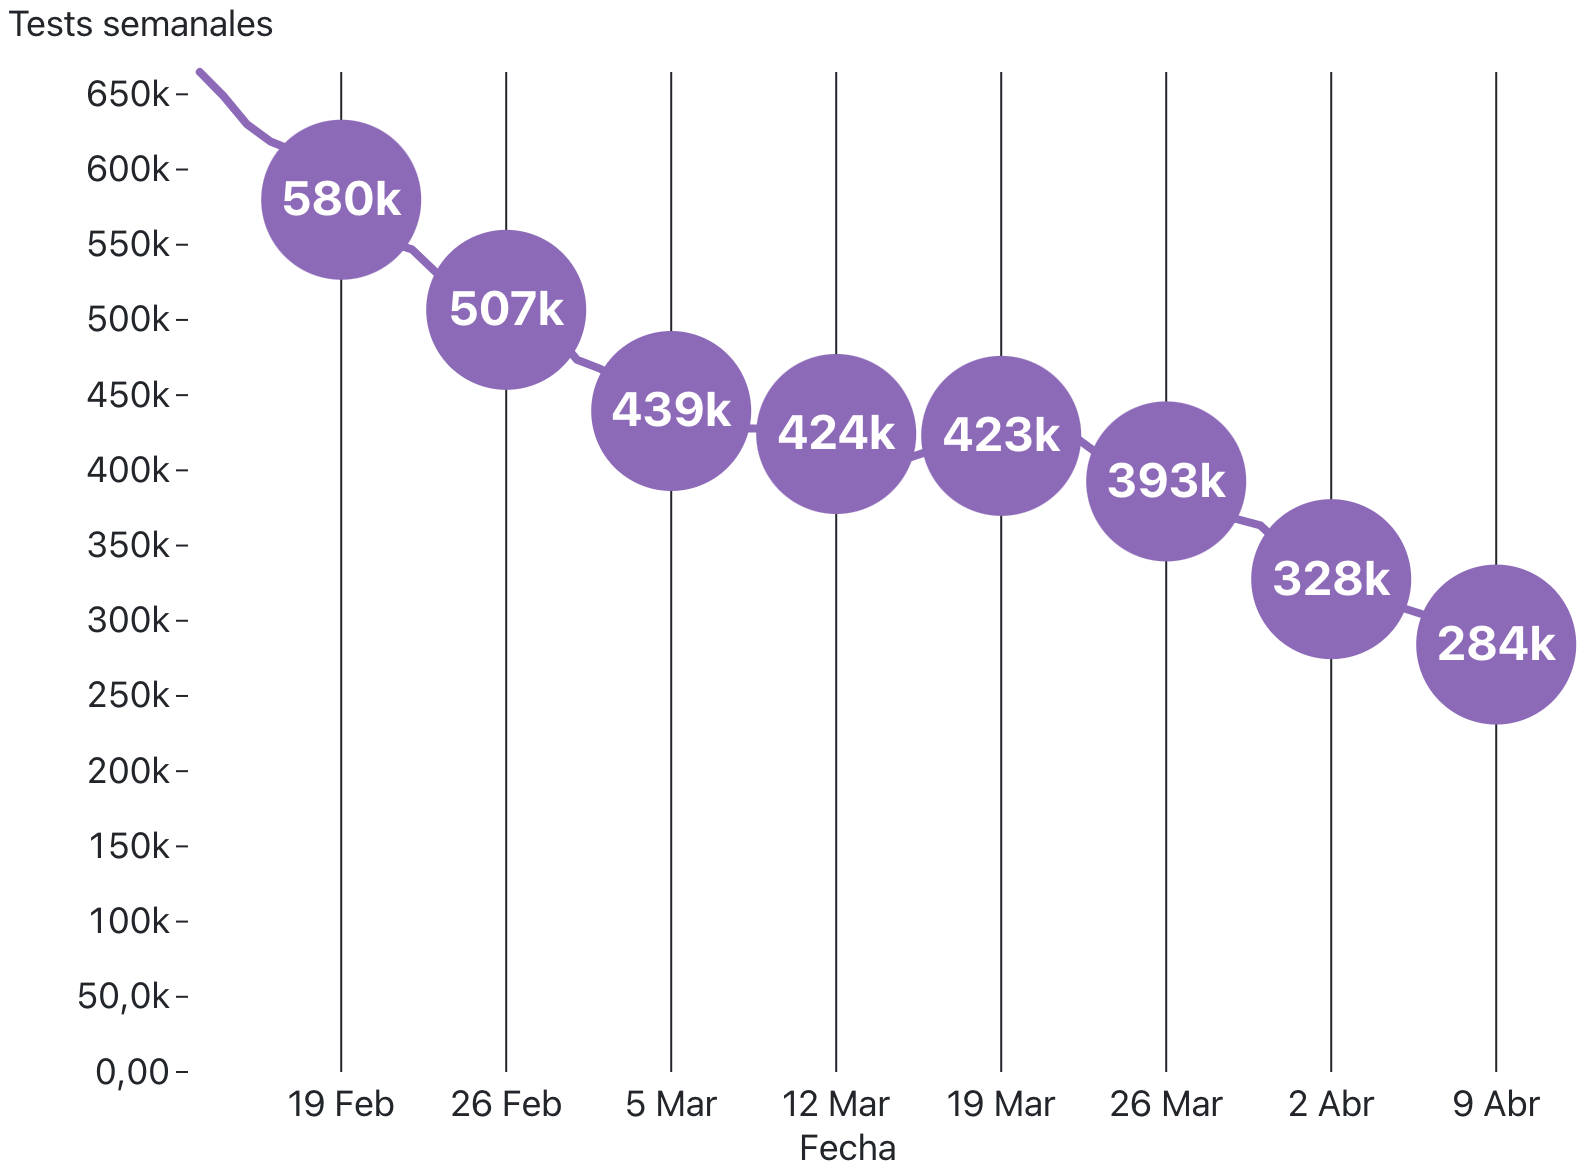 Tests semanales
650k
600k
550k
500k
450k
400k
350k
300k
250k
200k
150k
100k
50,0k
0,00
580k
507k
439k
424k
423k
393k
328k
284k
19 Feb
26 Feb
5 Mar
12 Mar
19 Mar
26 Mar
2 Abr
9 Abr
Fecha